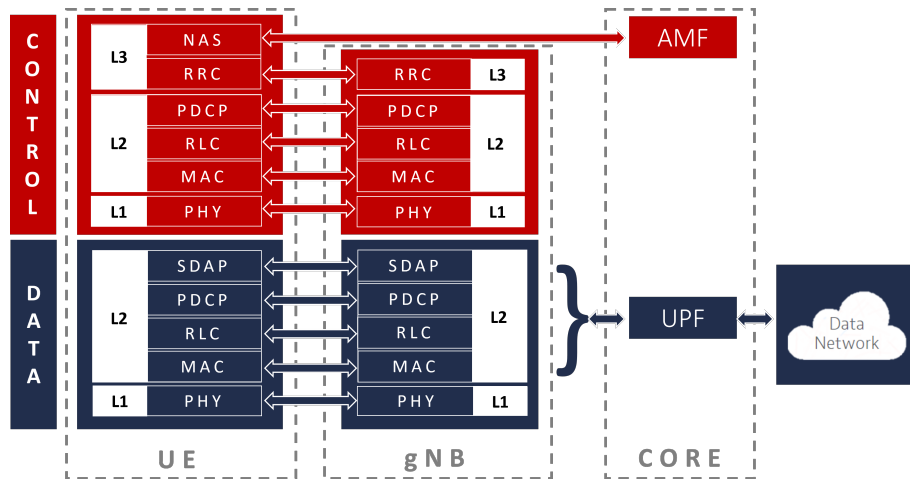 CONTROL
L3
NAS
RRC
L2
PDCP
RLC
MAC
L1
PHY
RRC
L3
PDCP
RLC
L2
MAC
PHY
L1
AMF
DATA
L2
SDAP
PDCP
RLC
MAC
L1
PHY
SDAP
PDCP
RLC
L2
MAC
PHY
L1
UPF
Data
Network
UE
gNB
CORE